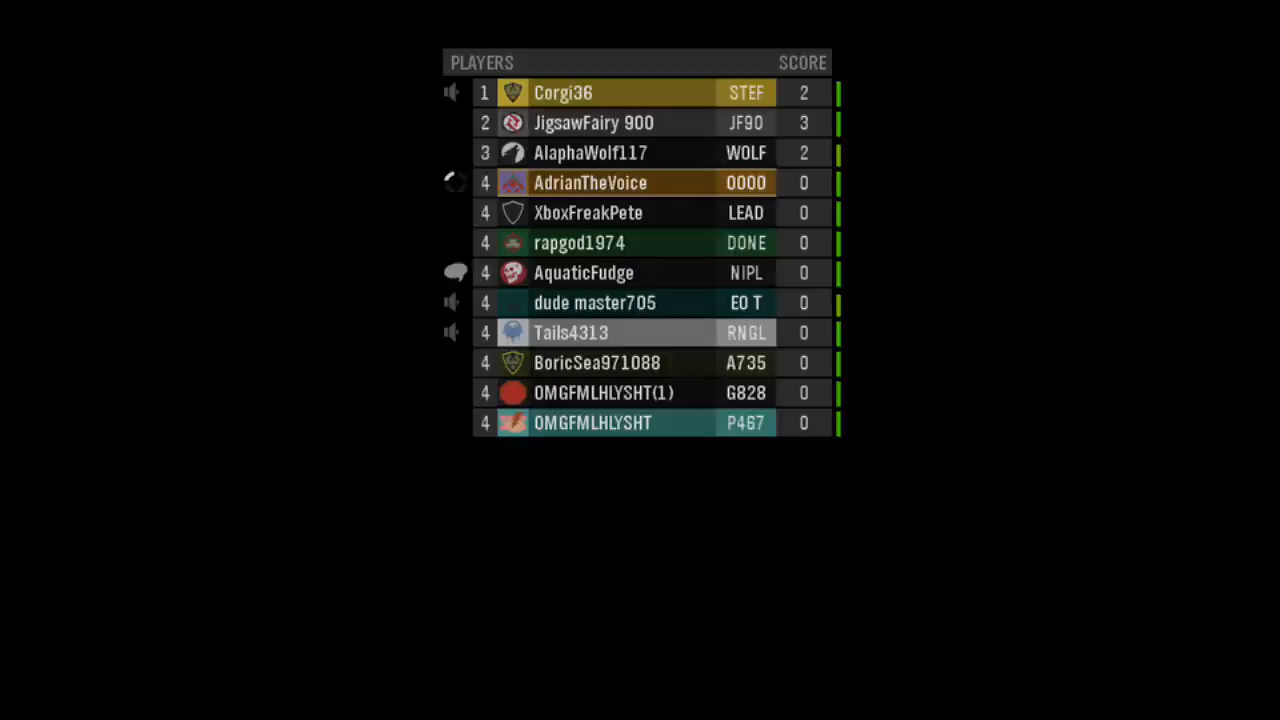 PLAYERS SCORE
1 Corgi36 STEF 2
2 JigsawFairy 900 JF90 3
3 AlaphaWolf117 WOLF 2
4 AdrianTheVoice 0000 0
4 XboxFreakPete LEAD 0
4 rapgod1974 DONE 0
4 AquaticFudge NIPL 0
4 dude master705 EO T 0
4 Tails4313 RNGL 0
4 BoricSea971088 A735 0
4 OMGFMLHLYSHT(1) G828 0
4 OMGFMLHLYSHT P467 0